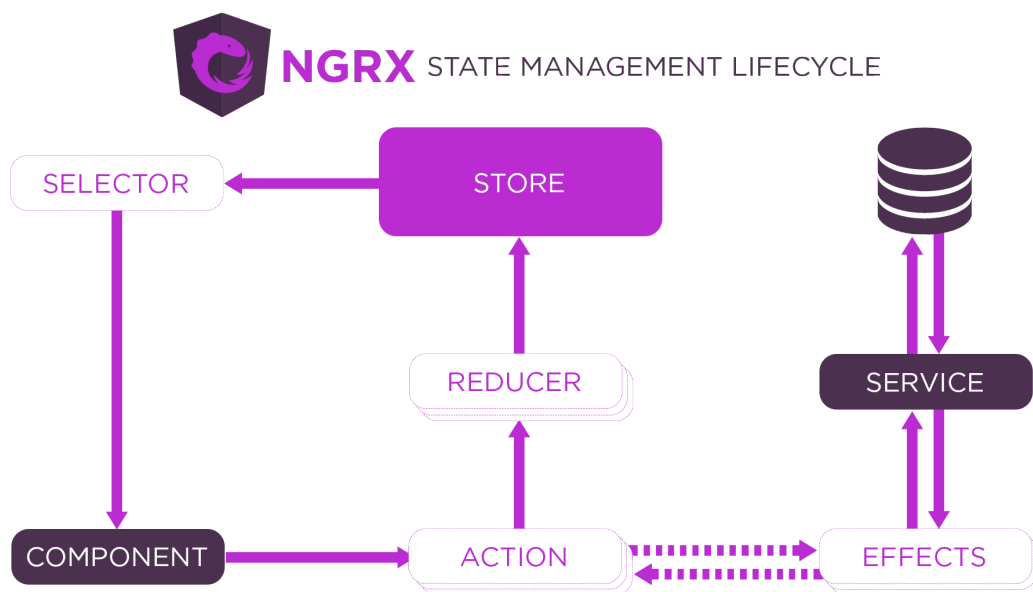 NGRX STATE MANAGEMENT LIFECYCLE
SELECTOR
STORE
REDUCER
SERVICE
COMPONENT
ACTION
EFFECTS